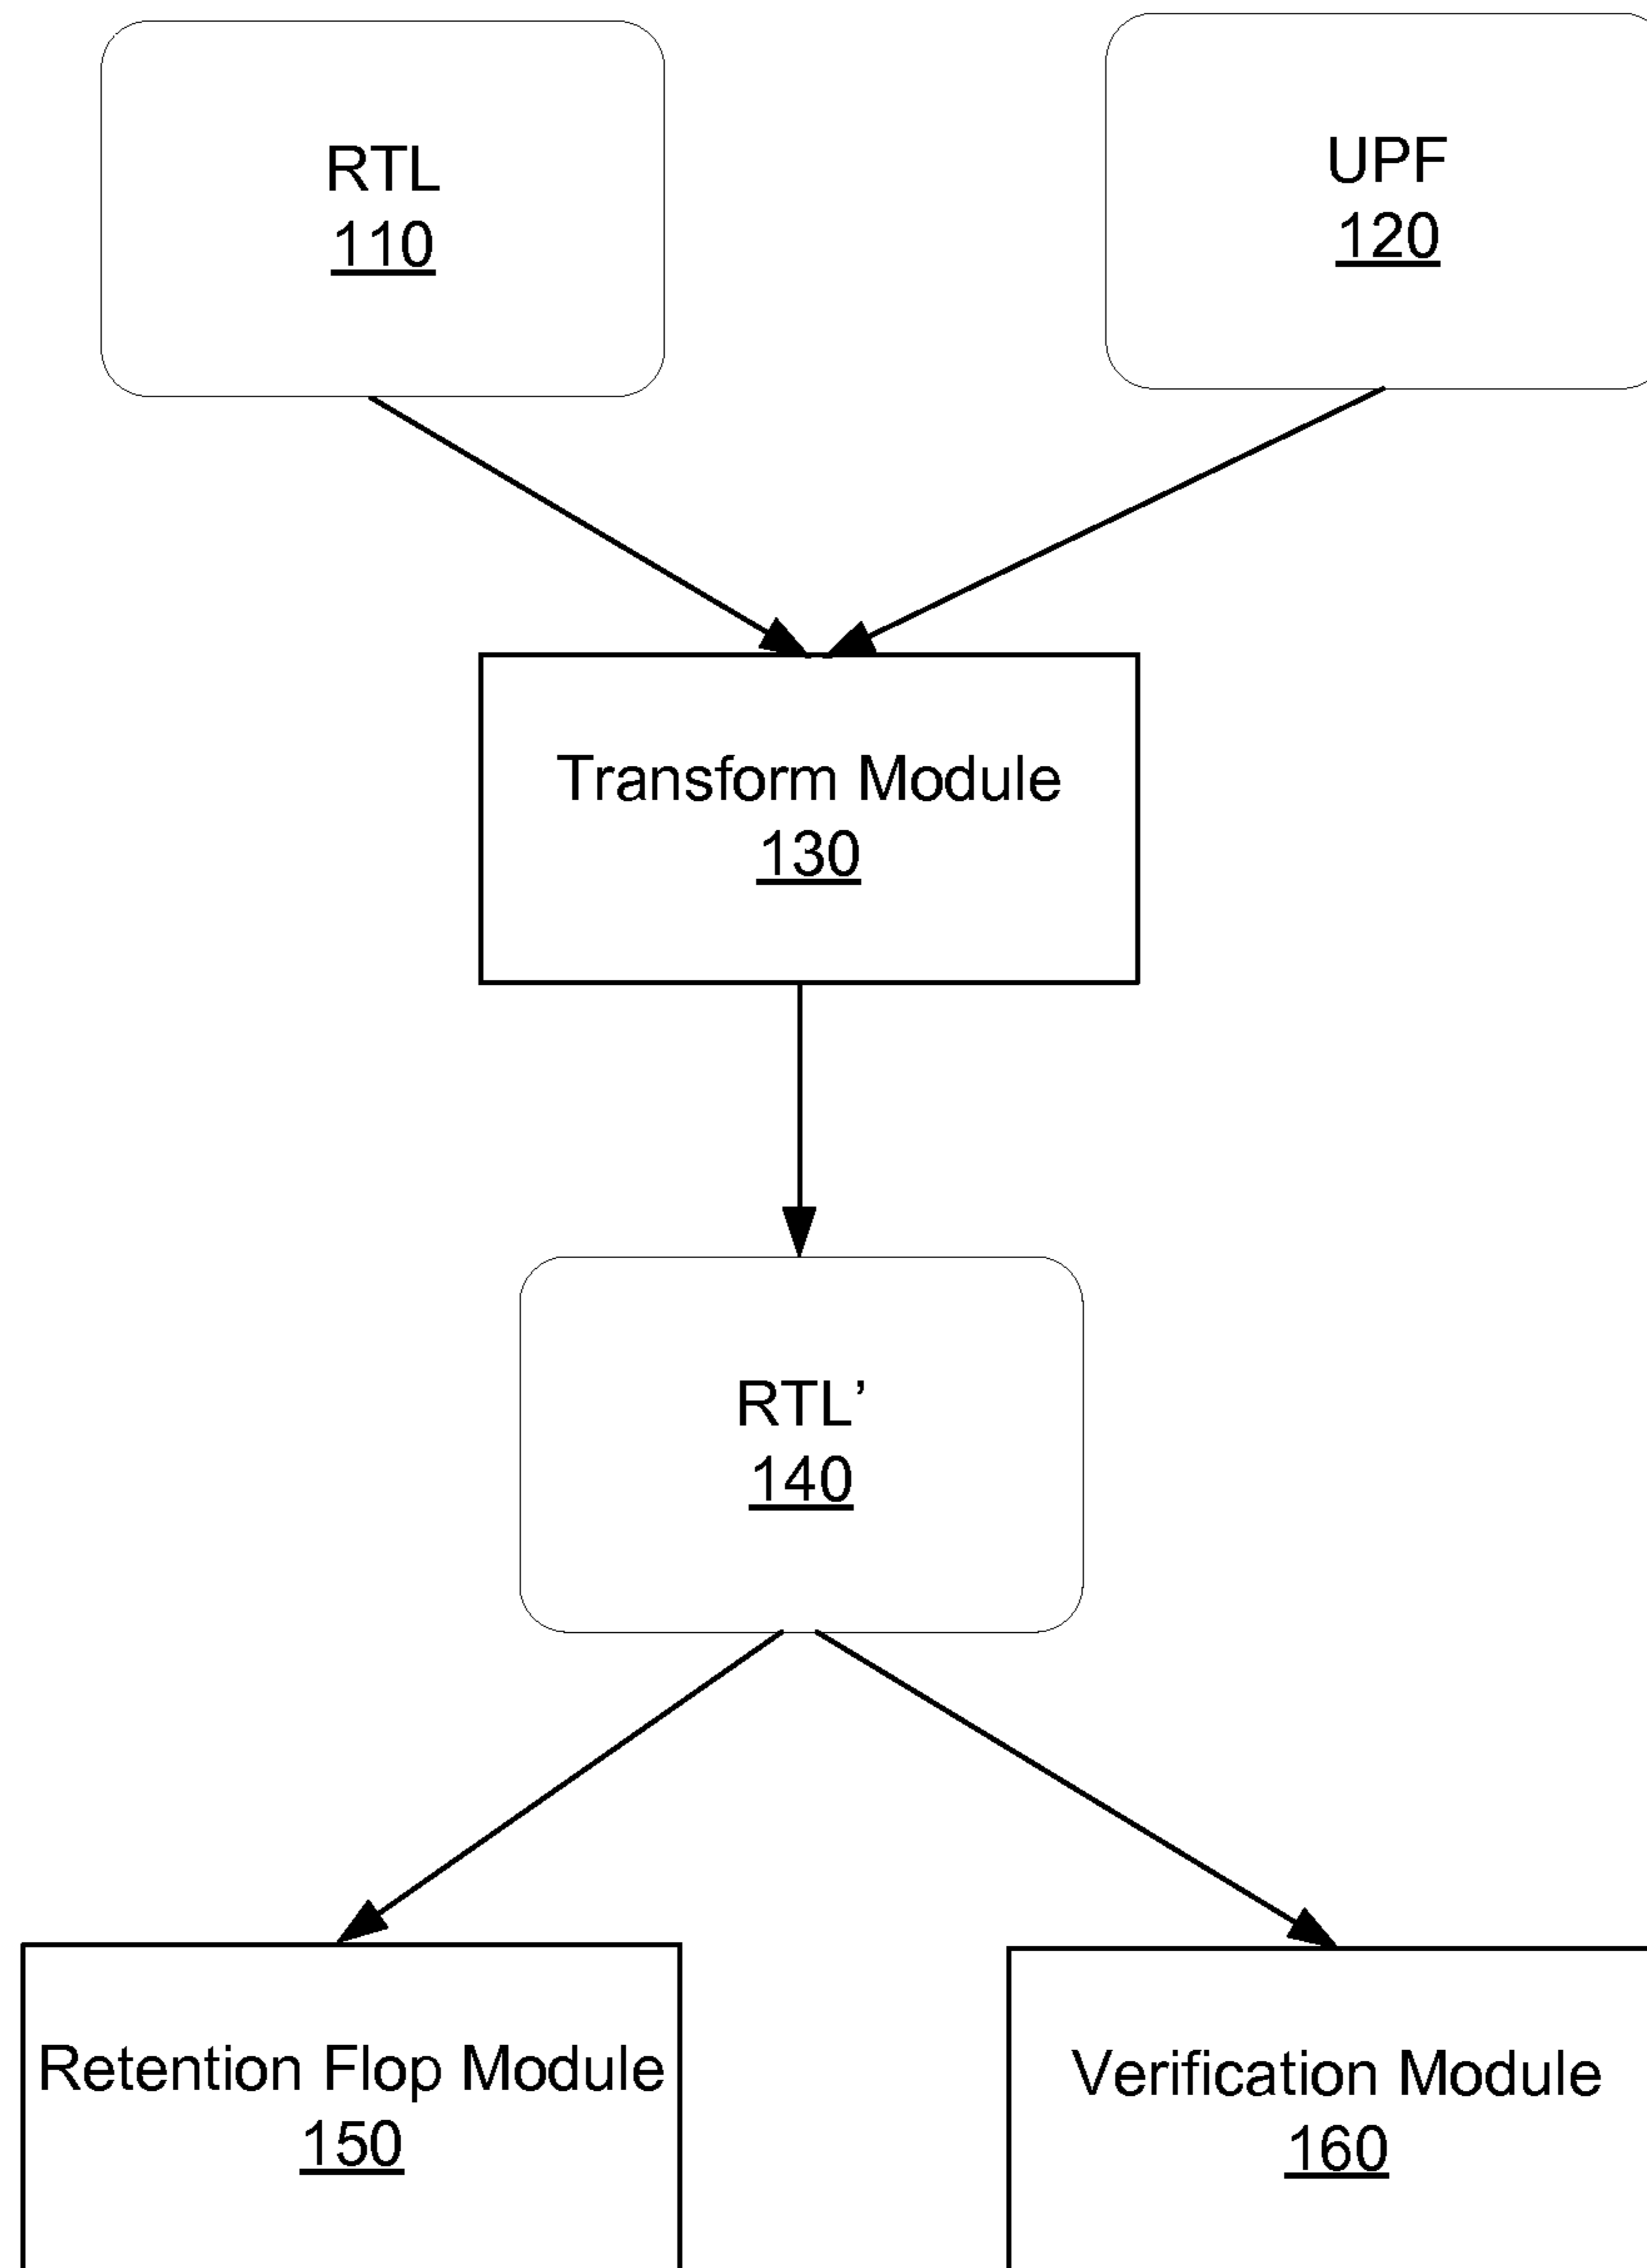 RTL
110
UPF
120
Transform Module
130
RTL’
140
Retention Flop Module
150
Verification Module
160